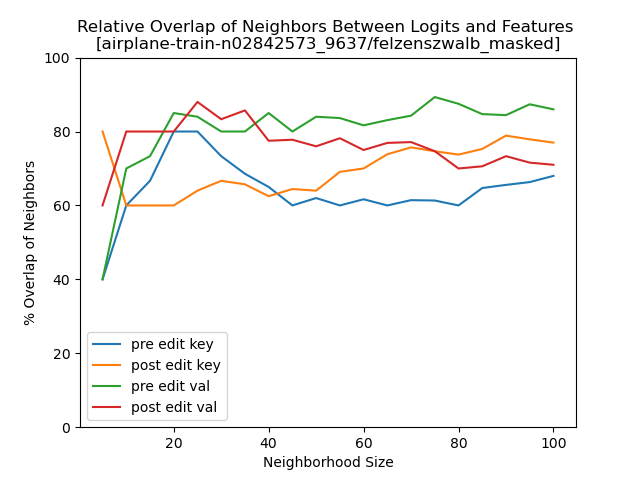 Relative Overlap of Neighbors Between Logits and Features
[airplane-train-n02842573_9637/felzenszwalb_masked]
100
80
60
40
20
0
% Overlap of Neighbors
pre edit key
post edit key
pre edit val
post edit val
20 40 60 80 100
Neighborhood Size